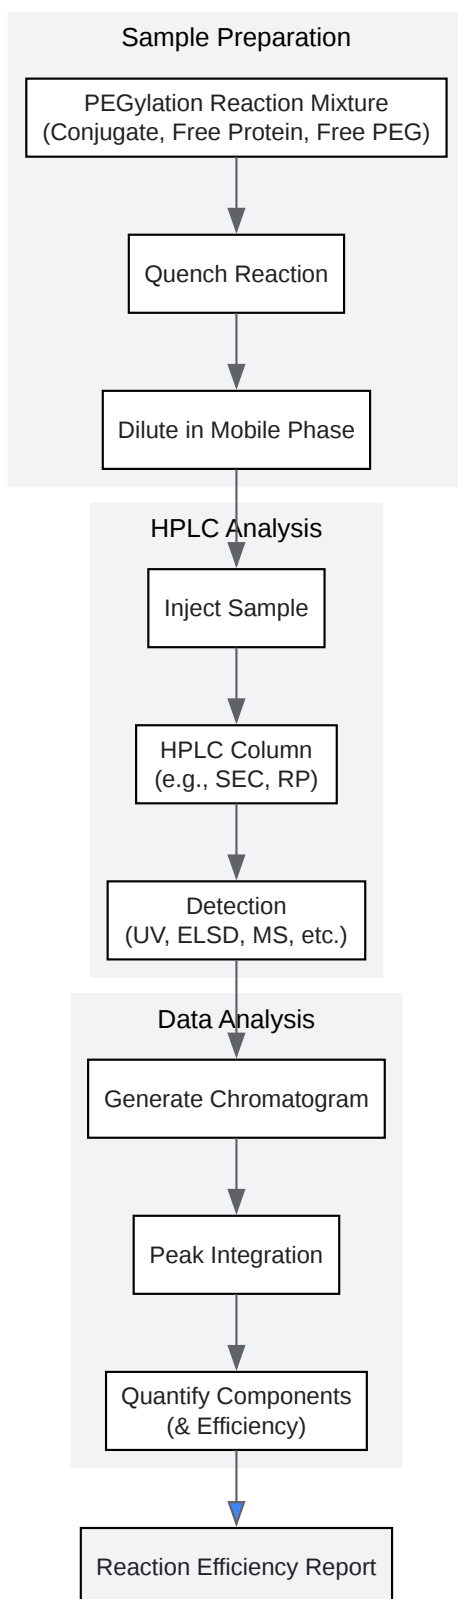 Sample Preparation
PEGylation Reaction Mixture
(Conjugate, Free Protein, Free PEG)
Quench Reaction
Dilute in Mobile Phase
HPLC Analysis
Inject Sample
HPLC Column
(e.g., SEC, RP)
Detection
(UV, ELSD, MS, etc.)
Data Analysis
Generate Chromatogram
Peak Integration
Quantify Components
(& Efficiency)
Reaction Efficiency Report